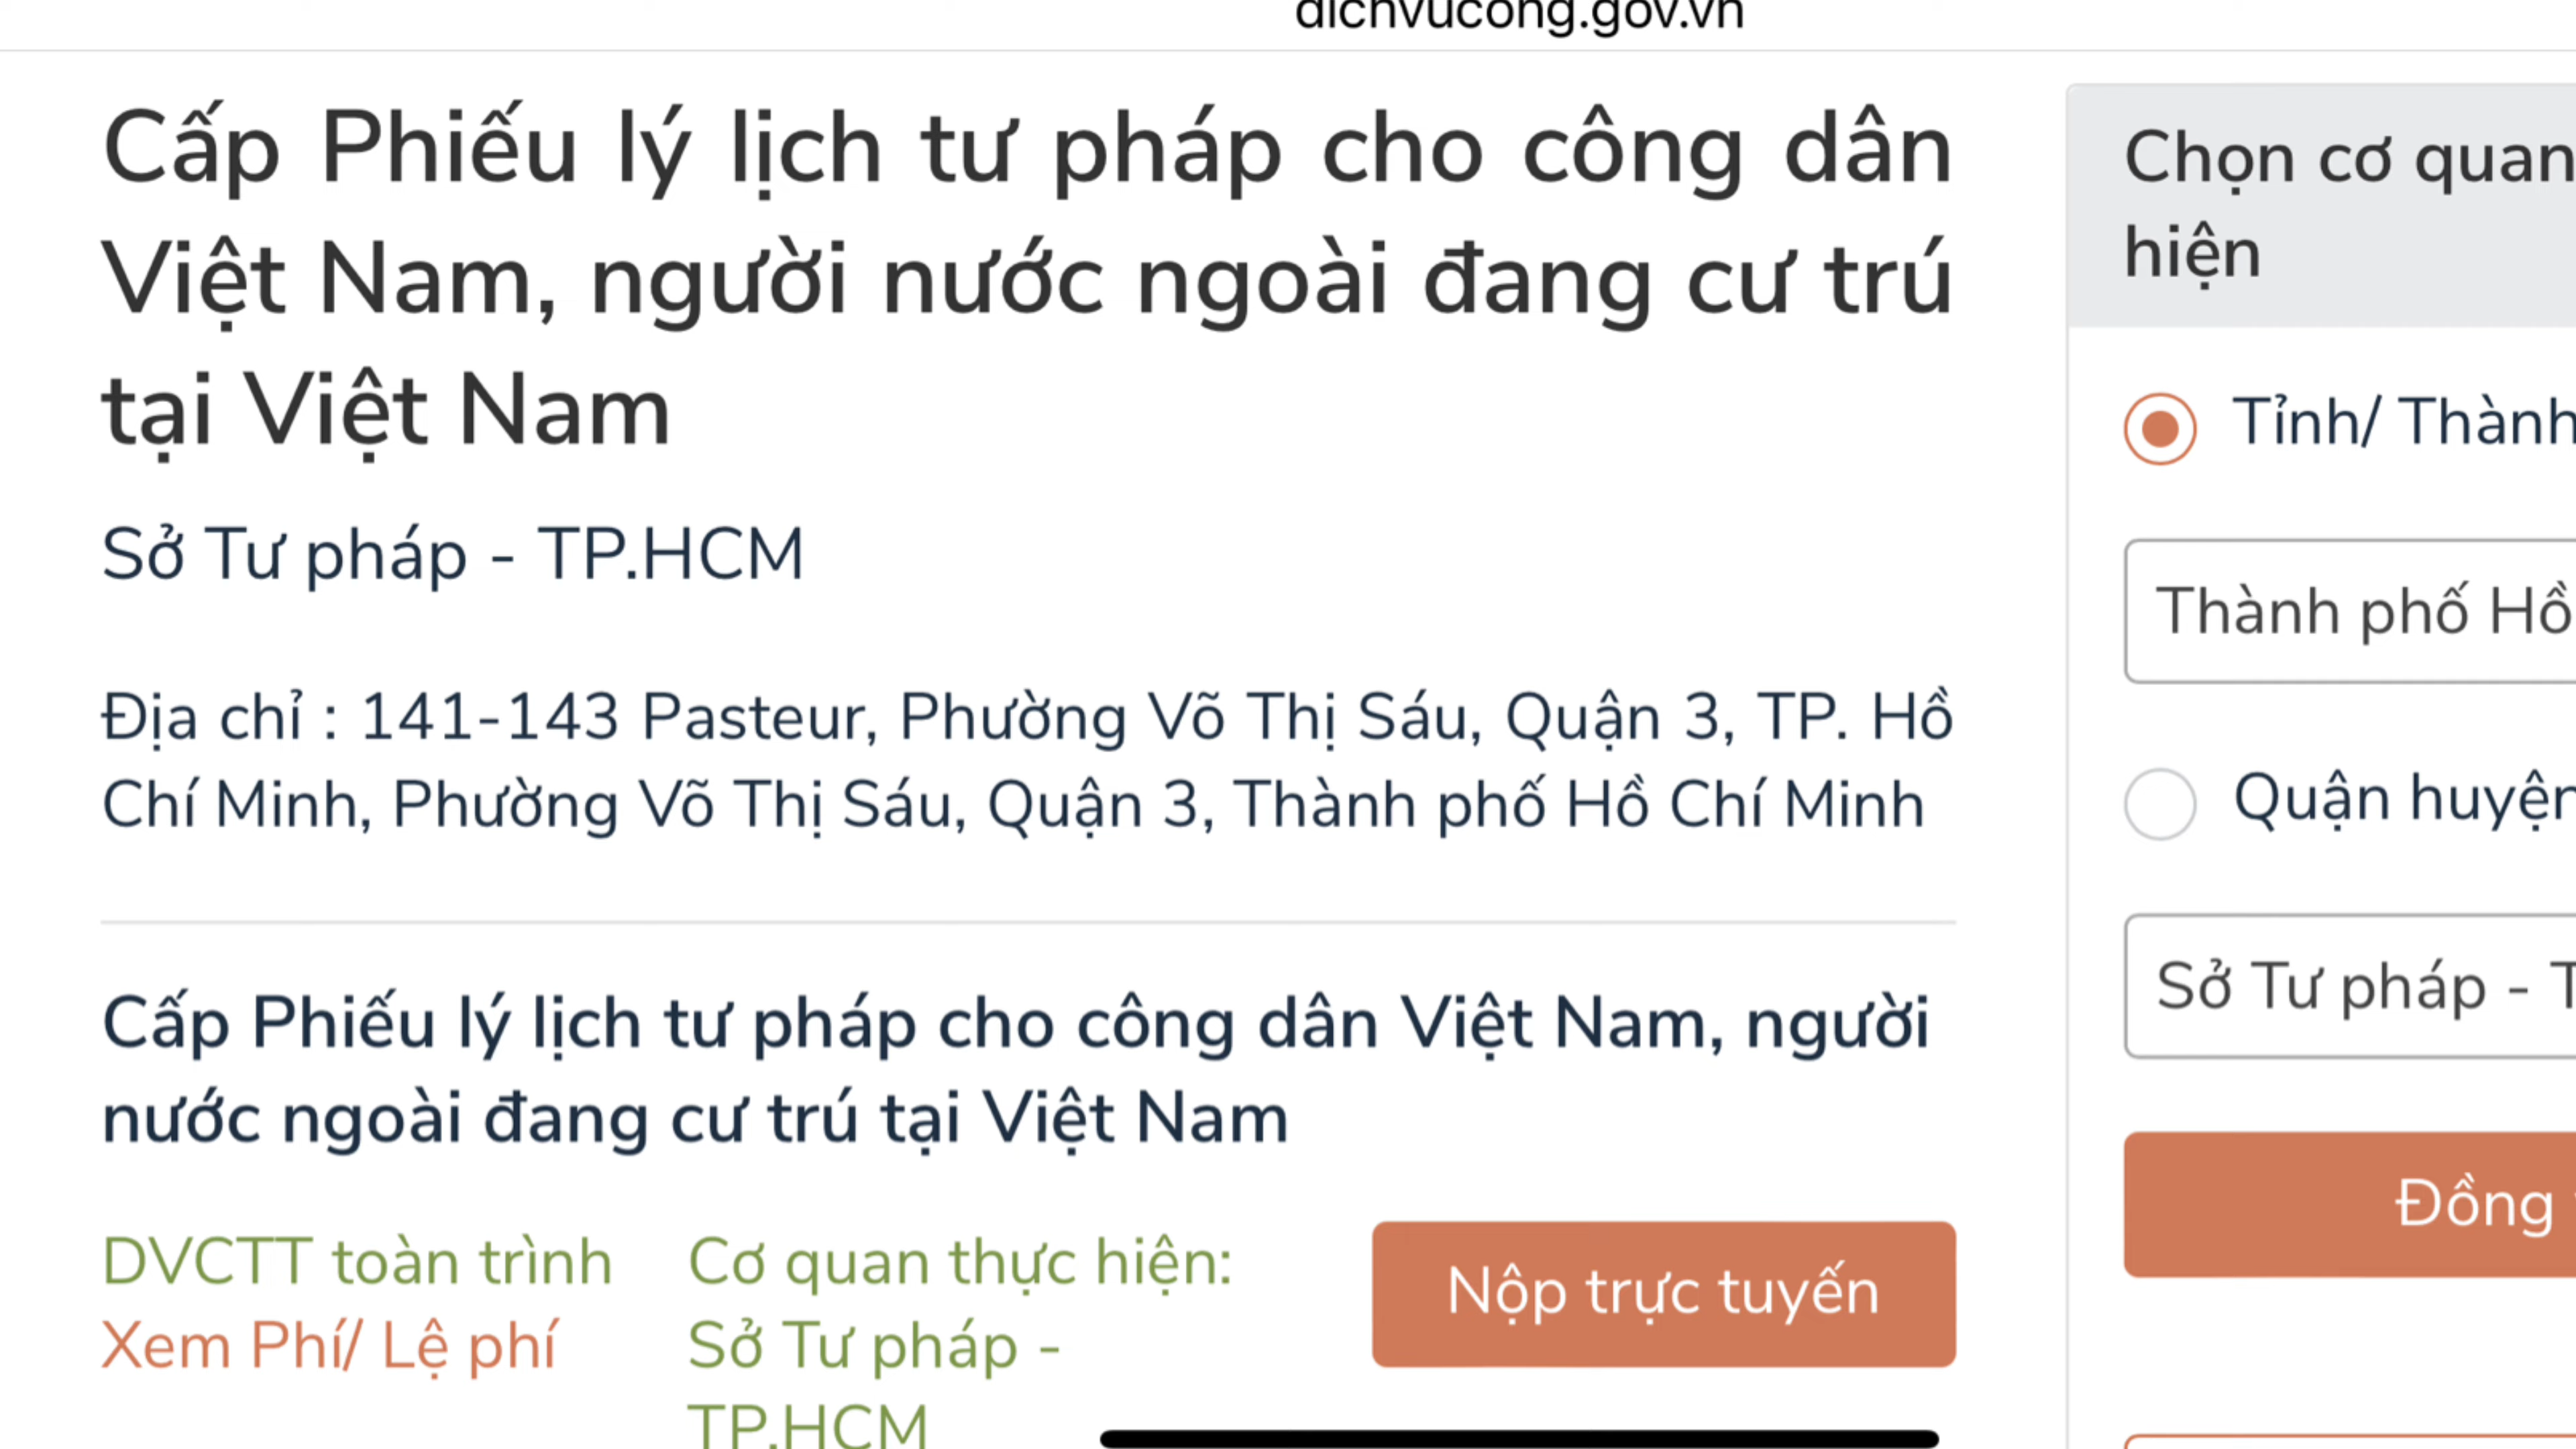 dichvucong.gov.vn
Cấp Phiếu lý lịch tư pháp cho công dân
Việt Nam, người nước ngoài đang cư trú
tại Việt Nam
Sở Tư pháp - TP.HCM
Địa chỉ : 141-143 Pasteur, Phường Võ Thị Sáu, Quận 3, TP. Hồ
Chí Minh, Phường Võ Thị Sáu, Quận 3, Thành phố Hồ Chí Minh
Cấp Phiếu lý lịch tư pháp cho công dân Việt Nam, người
nước ngoài đang cư trú tại Việt Nam
DVCTT toàn trình
Xem Phí/ Lệ phí
Cơ quan thực hiện:
Sở Tư pháp -
TP.HCM
Nộp trực tuyến
Chọn cơ quan
hiện
Tỉnh/ Thành
Thành phố Hồ
Quận huyện
Sở Tư pháp - T
Đồng